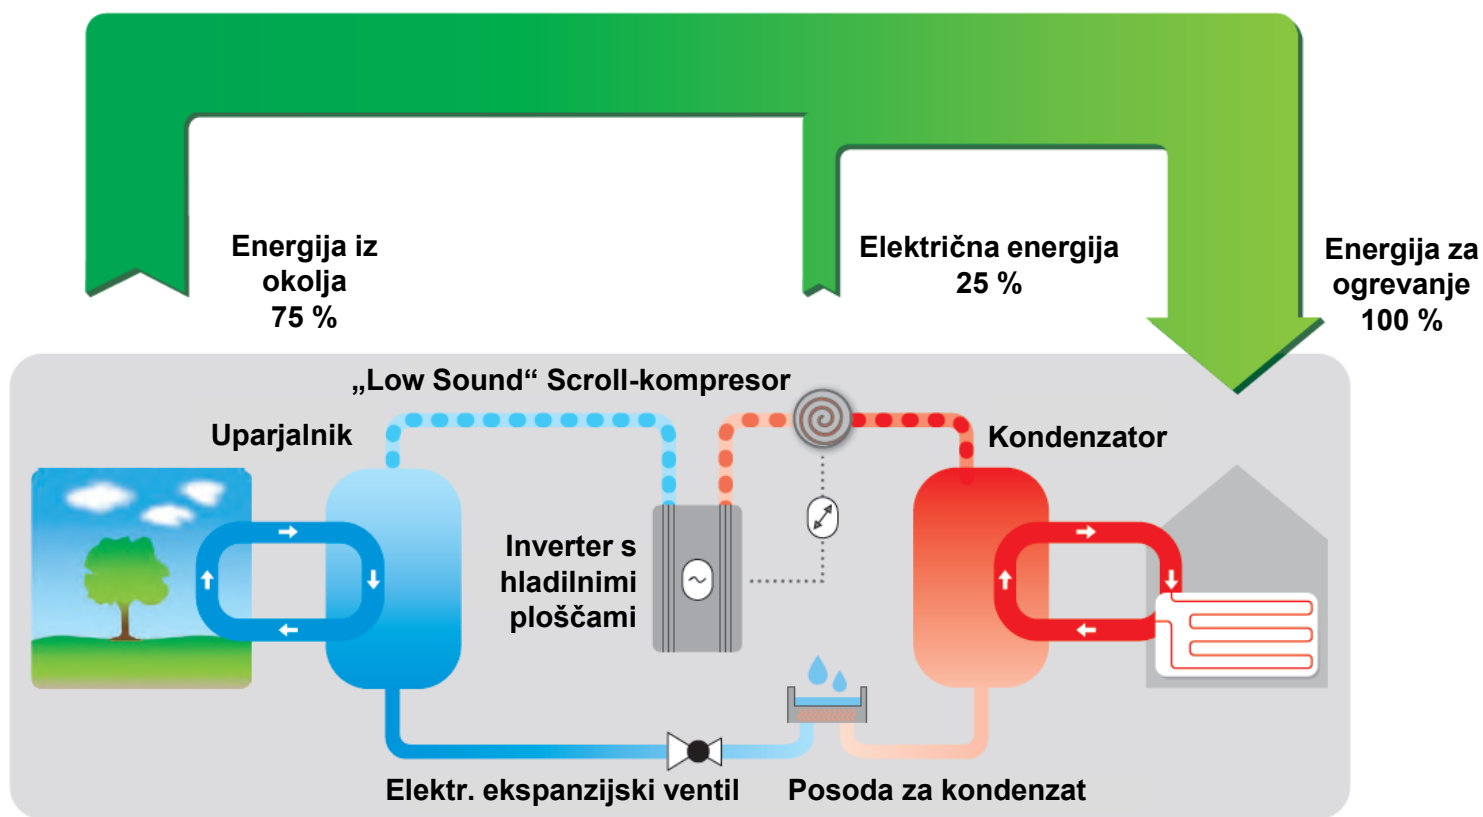 Energija iz
okolja
75 %
Električna energija
25 %
Energija za
ogrevanje
100 %
„Low Sound“ Scroll-kompresor
Uparjalnik
Kondenzator
Inverter s
hladilnimi
ploščami
Elektr. ekspanzijski ventil
Posoda za kondenzat